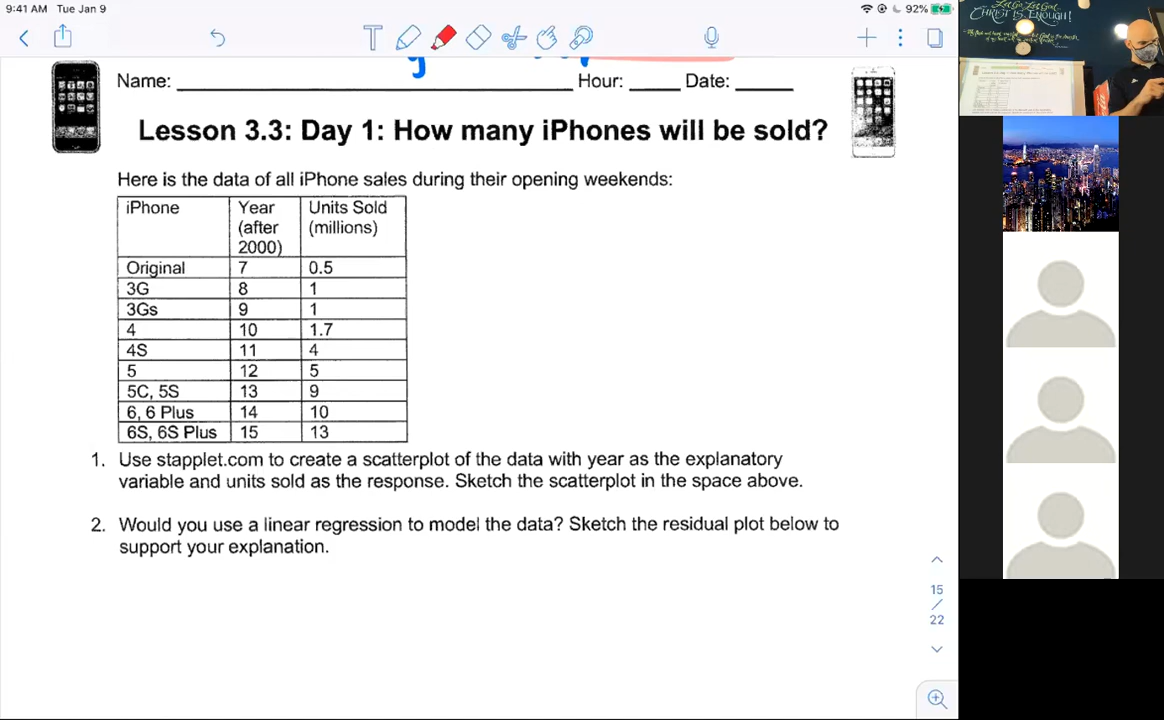 9:41 AM Tue Jan 9
92%
CHRIST IS ENOUGH!
Name: Hour: Date:
Lesson 3.3: Day 1: How many iPhones will be sold?
Here is the data of all iPhone sales during their opening weekends:
iPhone Year (after 2000) Units Sold (millions)
Original 7 0.5
3G 8 1
3Gs 9 1
4 10 1.7
4S 11 4
5 12 5
5C, 5S 13 9
6, 6 Plus 14 10
6S, 6S Plus 15 13
1. Use stapplet.com to create a scatterplot of the data with year as the explanatory
variable and units sold as the response. Sketch the scatterplot in the space above.
2. Would you use a linear regression to model the data? Sketch the residual plot below to
support your explanation.
15
/
22